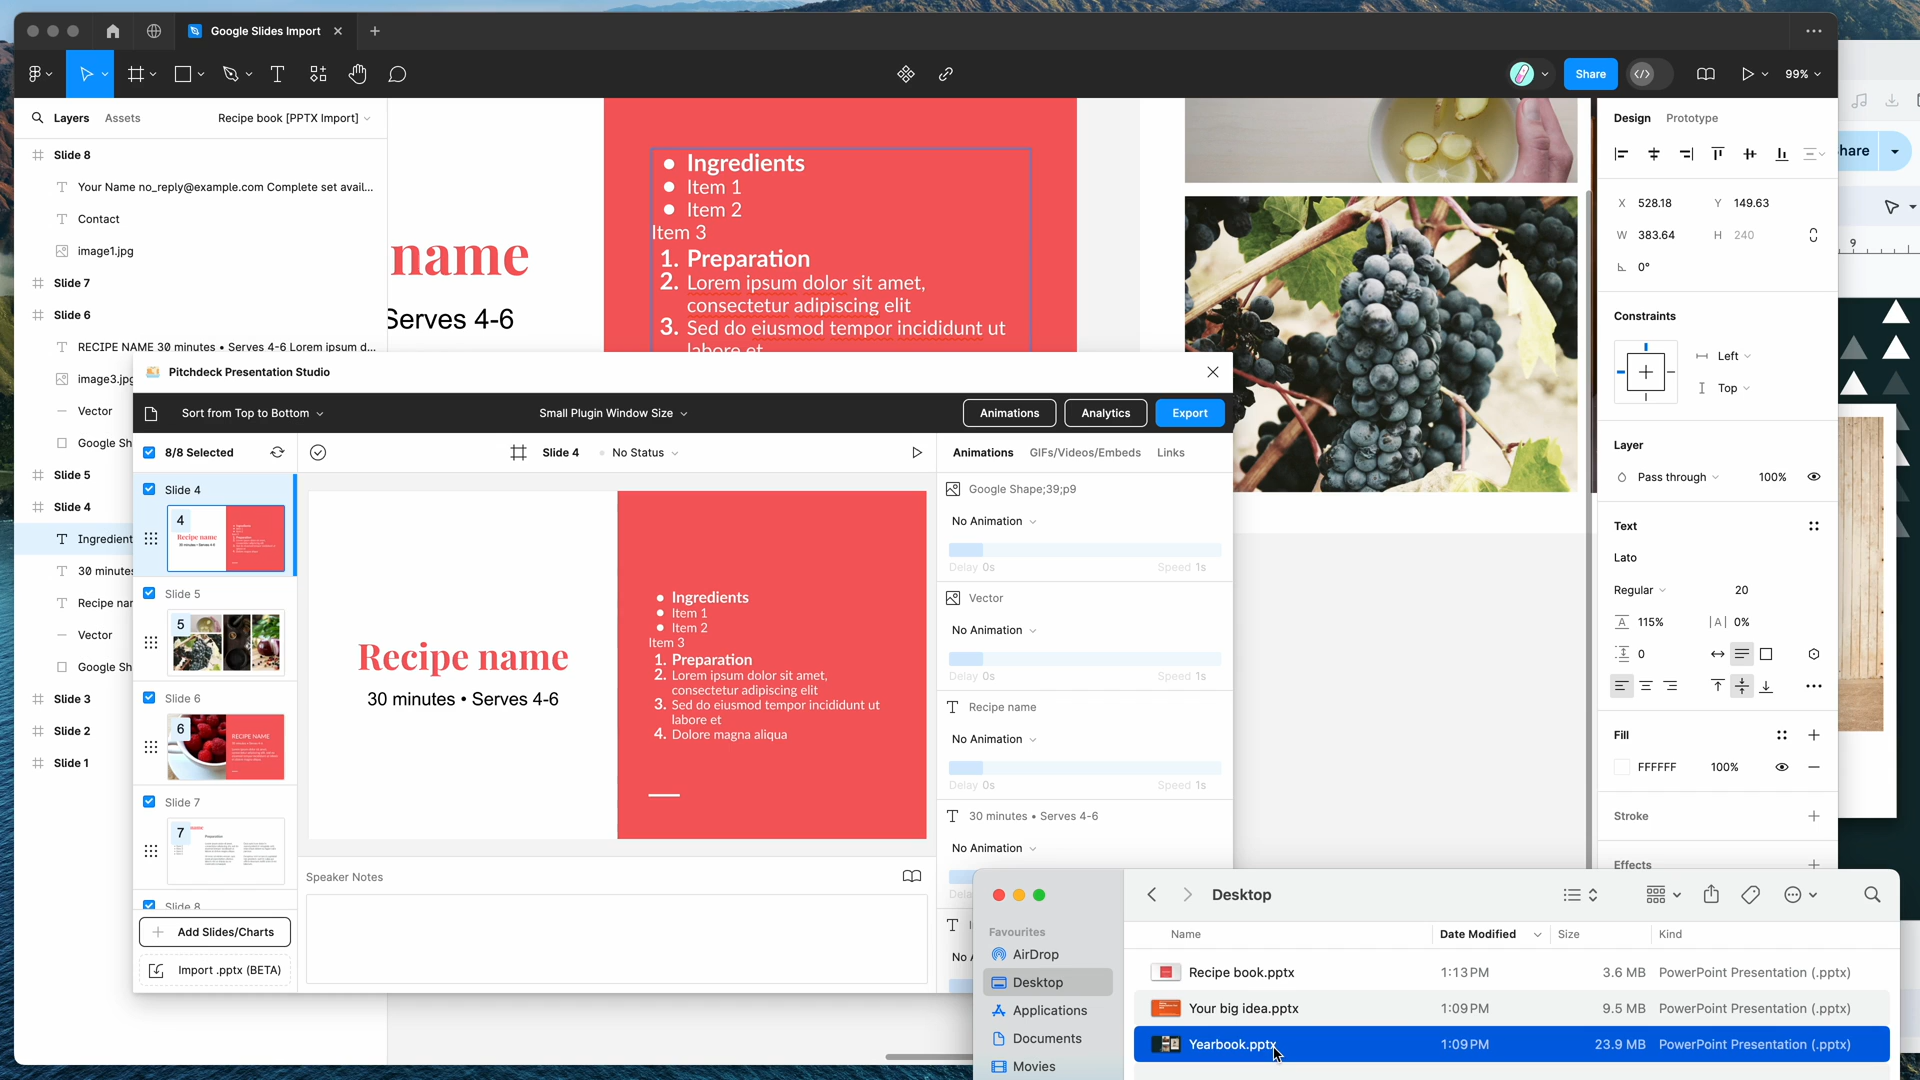 Google Slides Import
Share
99%
Layers
Assets
Recipe book [PPTX Import]
Slide 8
Your Name no_reply@example.com Complete set avail...
Contact
image1.jpg
Slide 7
Slide 6
RECIPE NAME 30 minutes • Serves 4-6 Lorem ipsum d...
image3.jpg
Vector
Google Sh
Slide 5
Slide 4
Ingredient
30 minutes
Recipe nar
Vector
Google Sh
Slide 3
Slide 2
Slide 1
name
Serves 4-6
Ingredients
Item 1
Item 2
Item 3
1. Preparation
2. Lorem ipsum dolor sit amet,
consectetur adipiscing elit
3. Sed do eiusmod tempor incididunt ut
labore et
Pitchdeck Presentation Studio
Sort from Top to Bottom
Small Plugin Window Size
Animations
Analytics
Export
8/8 Selected
Slide 4
No Status
Slide 4
4
Recipe name
Slide 5
5
Slide 6
6
RECIPE NAME
Slide 7
7
Preparation
Slide 8
Add Slides/Charts
Import .pptx (BETA)
Recipe name
30 minutes • Serves 4-6
Ingredients
Item 1
Item 2
Item 3
1. Preparation
2. Lorem ipsum dolor sit amet,
consectetur adipiscing elit
3. Sed do eiusmod tempor incididunt ut
labore et
4. Dolore magna aliqua
Speaker Notes
Animations
GIFs/Videos/Embeds
Links
Google Shape;39;p9
No Animation
Delay 0s
Speed 1s
Vector
No Animation
Delay 0s
Speed 1s
Recipe name
No Animation
Delay 0s
Speed 1s
30 minutes • Serves 4-6
No Animation
Dela
Design
Prototype
X 528.18
Y 149.63
W 383.64
H 240
0°
Constraints
Left
Top
Layer
Pass through
100%
Text
Lato
Regular
20
115%
0%
0
Fill
FFFFFF
100%
Stroke
Effects
hare
9
Desktop
Favourites
AirDrop
Desktop
Applications
Documents
Movies
Name
Date Modified
Size
Kind
Recipe book.pptx
1:13 PM
3.6 MB
PowerPoint Presentation (.pptx)
Your big idea.pptx
1:09 PM
9.5 MB
PowerPoint Presentation (.pptx)
Yearbook.pptx
1:09 PM
23.9 MB
PowerPoint Presentation (.pptx)